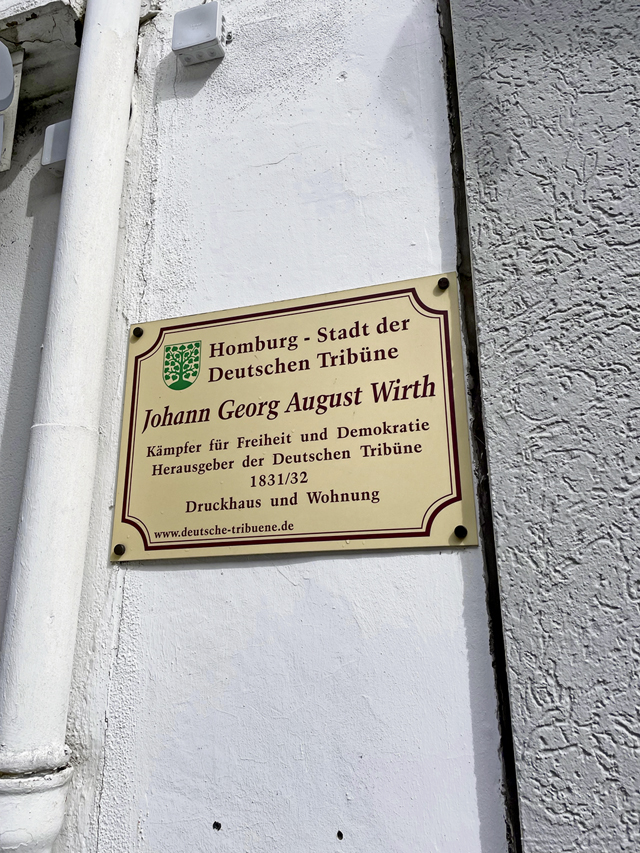 Homburg - Stadt der
Deutschen Tribüne
Johann Georg August Wirth
Kämpfer für Freiheit und Demokratie
Herausgeber der Deutschen Tribüne
1831/32
Druckhaus und Wohnung
www.deutsche-tribuene.de